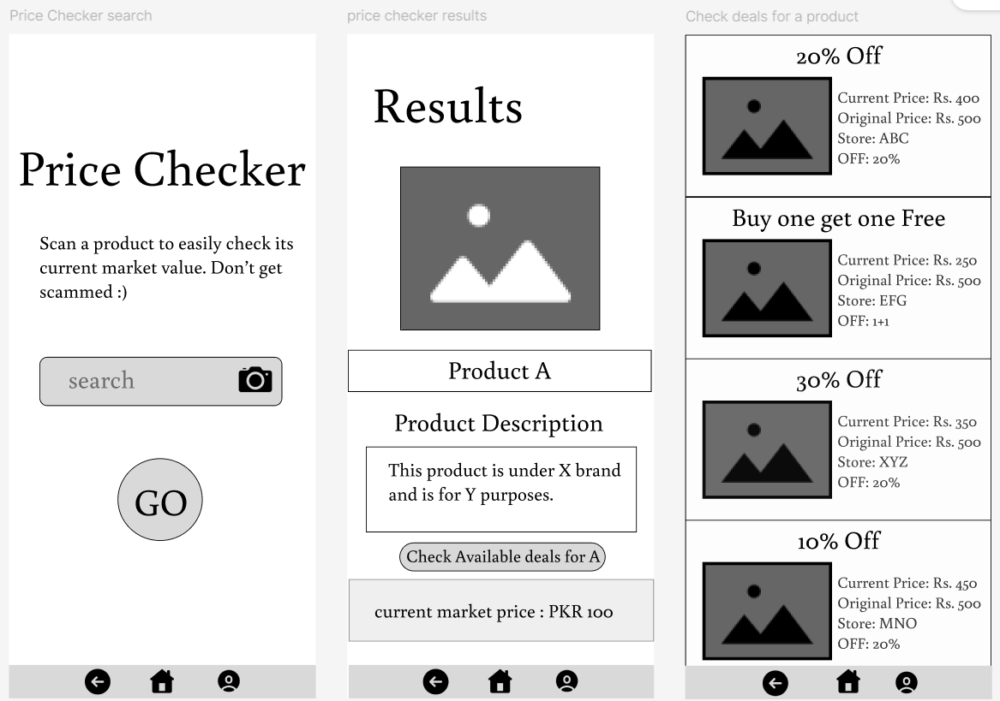 Price Checker search
Price Checker
Scan a product to easily check its
current market value. Don't get
scammed :)
search
GO
price checker results
Results
Product A
Product Description
This product is under X brand
and is for Y purposes.
Check Available deals for A
current market price : PKR 100
Check deals for a product
20% Off
Current Price: Rs. 400
Original Price: Rs. 500
Store: ABC
OFF: 20%
Buy one get one Free
Current Price: Rs. 250
Original Price: Rs. 500
Store: EFG
OFF: 1+1
30% Off
Current Price: Rs. 350
Original Price: Rs. 500
Store: XYZ
OFF: 20%
10% Off
Current Price: Rs. 450
Original Price: Rs. 500
Store: MNO
OFF: 20%